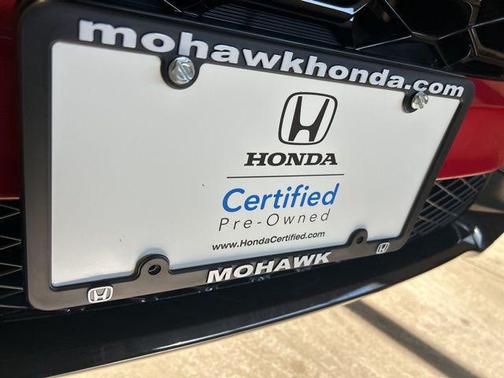 mohawkhonda.com
HONDA
Certified
Pre-Owned
www.HondaCertified.com
MOHAWK